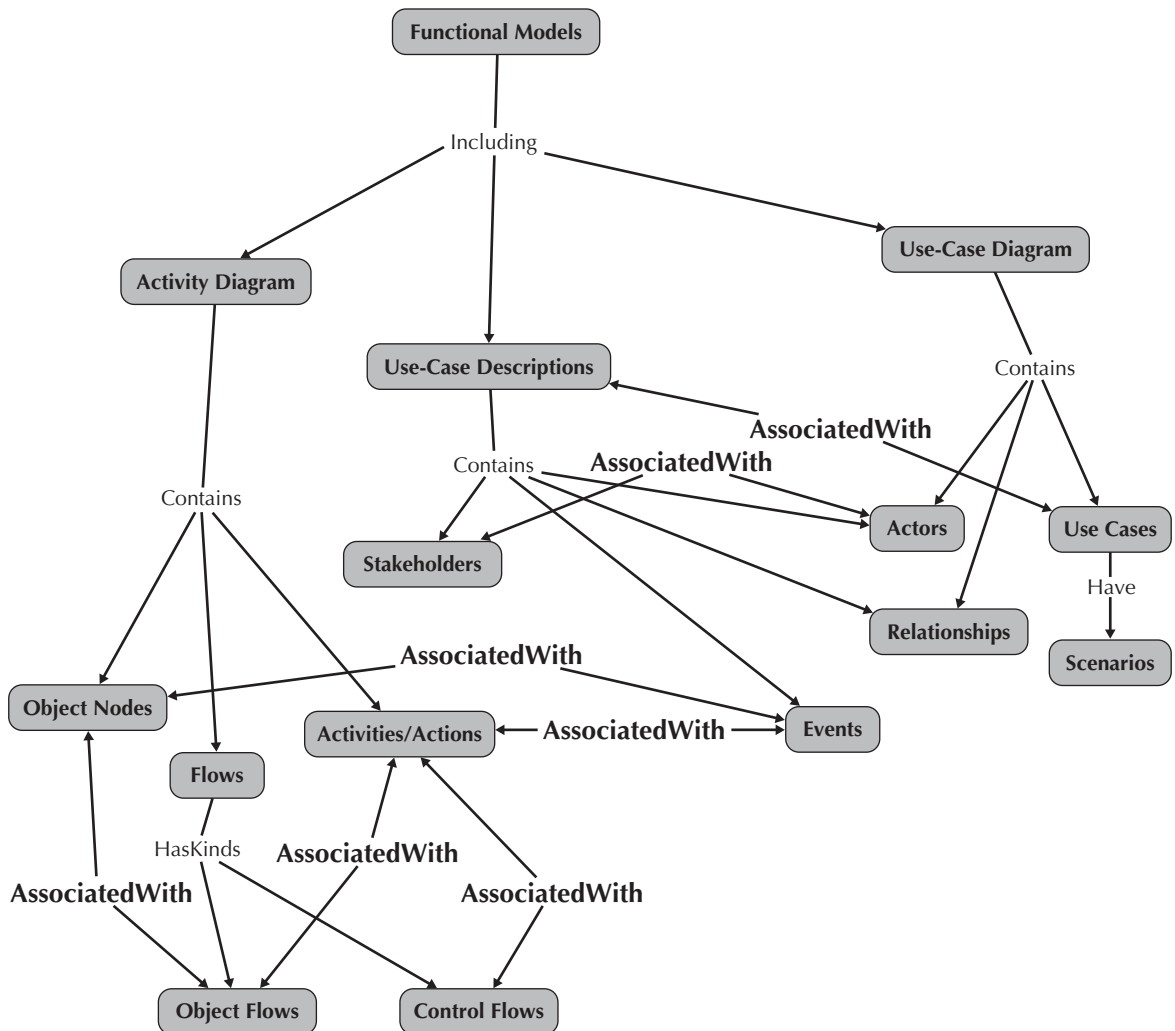 Functional Models
Including
Use-Case Diagram
Activity Diagram
Use-Case Descriptions
Contains
AssociatedWith
Contains
AssociatedWith
Contains
Actors
Use Cases
Stakeholders
Have
Relationships
AssociatedWith
Scenarios
Object Nodes
Activities/Actions
AssociatedWith
Events
Flows
HasKinds
AssociatedWith
AssociatedWith
AssociatedWith
Object Flows
Control Flows